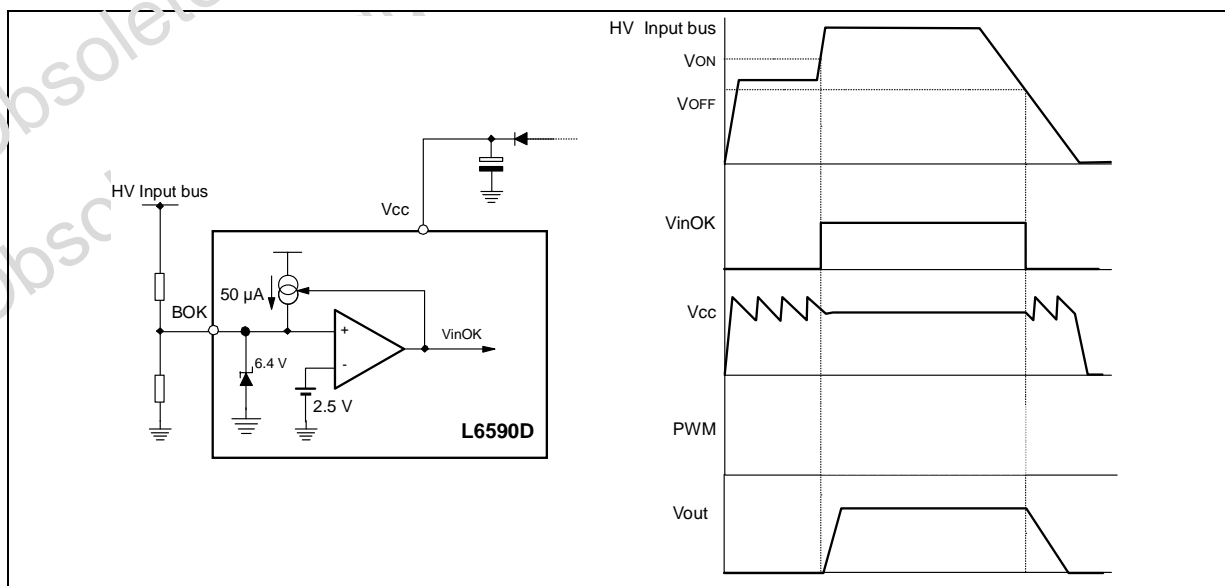 HV Input bus
Vcc
BOK
50 µA
6.4 V
+
-
2.5 V
VinOK
L6590D
HV Input bus
VON
VOFF
VinOK
Vcc
PWM
Vout